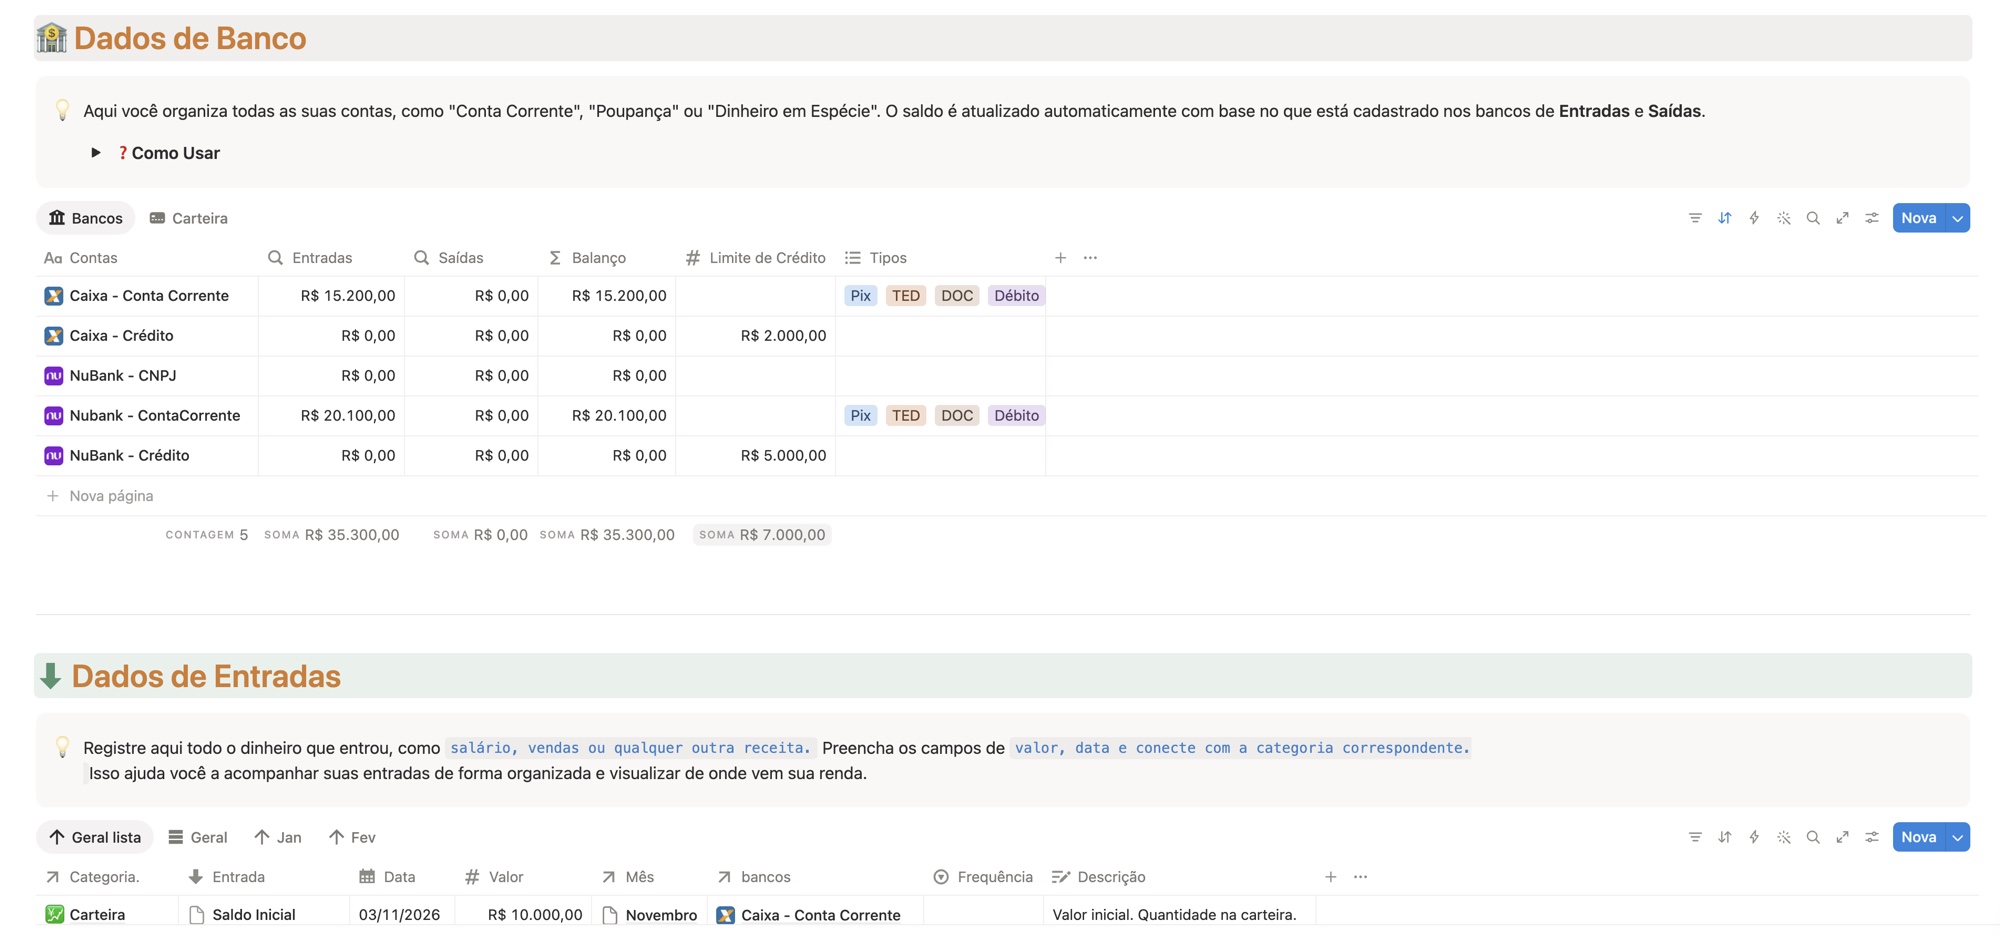 Dados de Banco
Aqui você organiza todas as suas contas, como "Conta Corrente", "Poupança" ou "Dinheiro em Espécie". O saldo é atualizado automaticamente com base no que está cadastrado nos bancos de Entradas e Saídas.
❓Como Usar
Bancos Carteira Nova
Aa Contas Entradas Saídas Σ Balanço # Limite de Crédito Tipos + ...
Caixa - Conta Corrente R$ 15.200,00 R$ 0,00 R$ 15.200,00 Pix TED DOC Débito
Caixa - Crédito R$ 0,00 R$ 0,00 R$ 0,00 R$ 2.000,00
nu NuBank - CNPJ R$ 0,00 R$ 0,00 R$ 0,00
nu Nubank - ContaCorrente R$ 20.100,00 R$ 0,00 R$ 20.100,00 Pix TED DOC Débito
nu NuBank - Crédito R$ 0,00 R$ 0,00 R$ 0,00 R$ 5.000,00
+ Nova página
CONTAGEM 5 SOMA R$ 35.300,00 SOMA R$ 0,00 SOMA R$ 35.300,00 SOMA R$ 7.000,00
Dados de Entradas
Registre aqui todo o dinheiro que entrou, como salário, vendas ou qualquer outra receita. Preencha os campos de valor, data e conecte com a categoria correspondente.
Isso ajuda você a acompanhar suas entradas de forma organizada e visualizar de onde vem sua renda.
Geral lista Geral Jan Fev Nova
Categoria. Entrada Data # Valor Mês bancos Frequência Descrição + ...
Carteira Saldo Inicial 03/11/2026 R$ 10.000,00 Novembro Caixa - Conta Corrente Valor inicial. Quantidade na carteira.